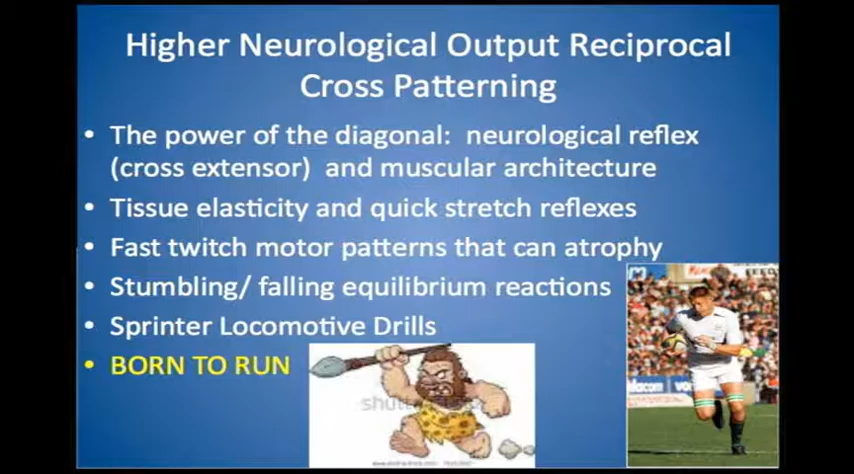 Higher Neurological Output Reciprocal
Cross Patterning
• The power of the diagonal:  neurological reflex
(cross extensor)  and muscular architecture
• Tissue elasticity and quick stretch reflexes
• Fast twitch motor patterns that can atrophy
• Stumbling/ falling equilibrium reactions
• Sprinter Locomotive Drills
• BORN TO RUN